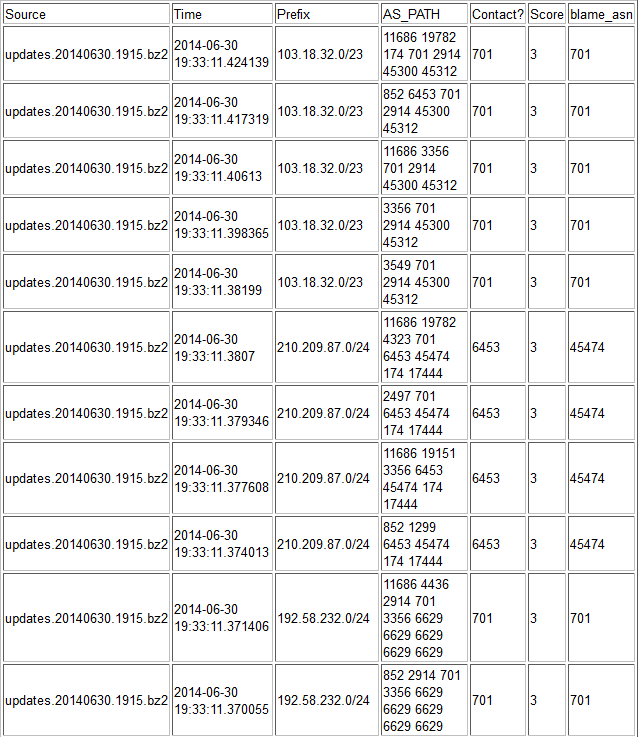 Source Time Prefix AS_PATH Contact? Score blame_asn
updates.20140630.1915.bz2 2014-06-30 19:33:11.424139 103.18.32.0/23 11686 19782 174 701 2914 45300 45312 701 3 701
updates.20140630.1915.bz2 2014-06-30 19:33:11.417319 103.18.32.0/23 852 6453 701 2914 45300 45312 701 3 701
updates.20140630.1915.bz2 2014-06-30 19:33:11.40613 103.18.32.0/23 11686 3356 701 2914 45300 45312 701 3 701
updates.20140630.1915.bz2 2014-06-30 19:33:11.398365 103.18.32.0/23 3356 701 2914 45300 45312 701 3 701
updates.20140630.1915.bz2 2014-06-30 19:33:11.38199 103.18.32.0/23 3549 701 2914 45300 45312 701 3 701
updates.20140630.1915.bz2 2014-06-30 19:33:11.3807 210.209.87.0/24 11686 19782 4323 701 6453 45474 174 17444 6453 3 45474
updates.20140630.1915.bz2 2014-06-30 19:33:11.379346 210.209.87.0/24 2497 701 6453 45474 174 17444 6453 3 45474
updates.20140630.1915.bz2 2014-06-30 19:33:11.377608 210.209.87.0/24 11686 19151 3356 6453 45474 174 17444 6453 3 45474
updates.20140630.1915.bz2 2014-06-30 19:33:11.374013 210.209.87.0/24 852 1299 6453 45474 174 17444 6453 3 45474
updates.20140630.1915.bz2 2014-06-30 19:33:11.371406 192.58.232.0/24 11686 4436 2914 701 3356 6629 6629 6629 6629 6629 701 3 701
updates.20140630.1915.bz2 2014-06-30 19:33:11.370055 192.58.232.0/24 852 2914 701 3356 6629 6629 6629 6629 6629 701 3 701